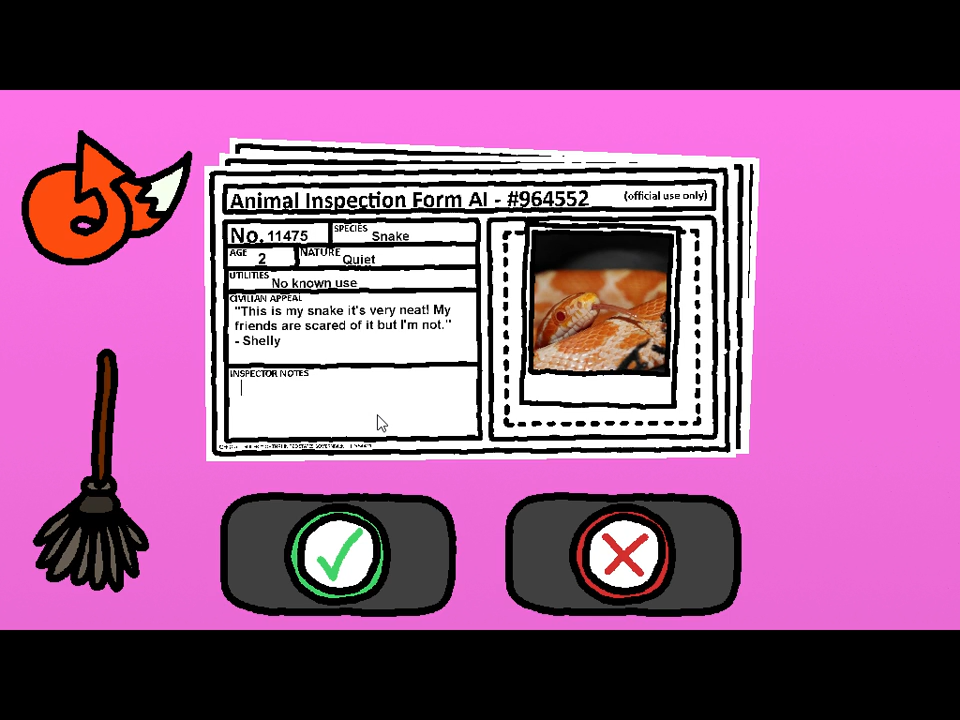 Animal Inspection Form AI - #964552 (official use only)
No. 11475 SPECIES Snake
AGE 2 NATURE Quiet
UTILITIES No known use
CIVILIAN APPEAL
"This is my snake it's very neat! My
friends are scared of it but I'm not."
- Shelly
INSPECTOR NOTES